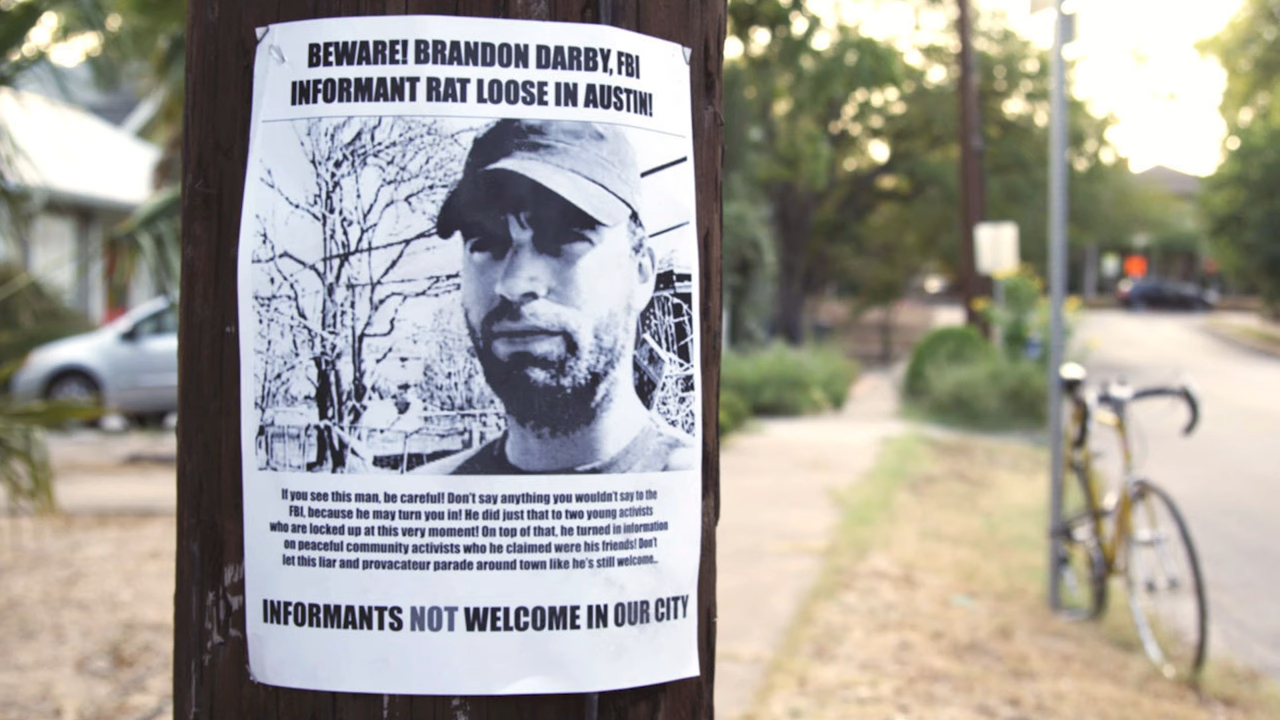 BEWARE! BRANDON DARBY, FBI
INFORMANT RAT LOOSE IN AUSTIN!
If you see this man, be careful! Don't say anything you wouldn't say to the
FBI, because he may turn you in! He did just that to two young activists
who are locked up at this very moment! On top of that, he turned in information
on peaceful community activists who he claimed were his friends! Don't
let this liar and provacateur parade around town like he's still welcome...
INFORMANTS NOT WELCOME IN OUR CITY